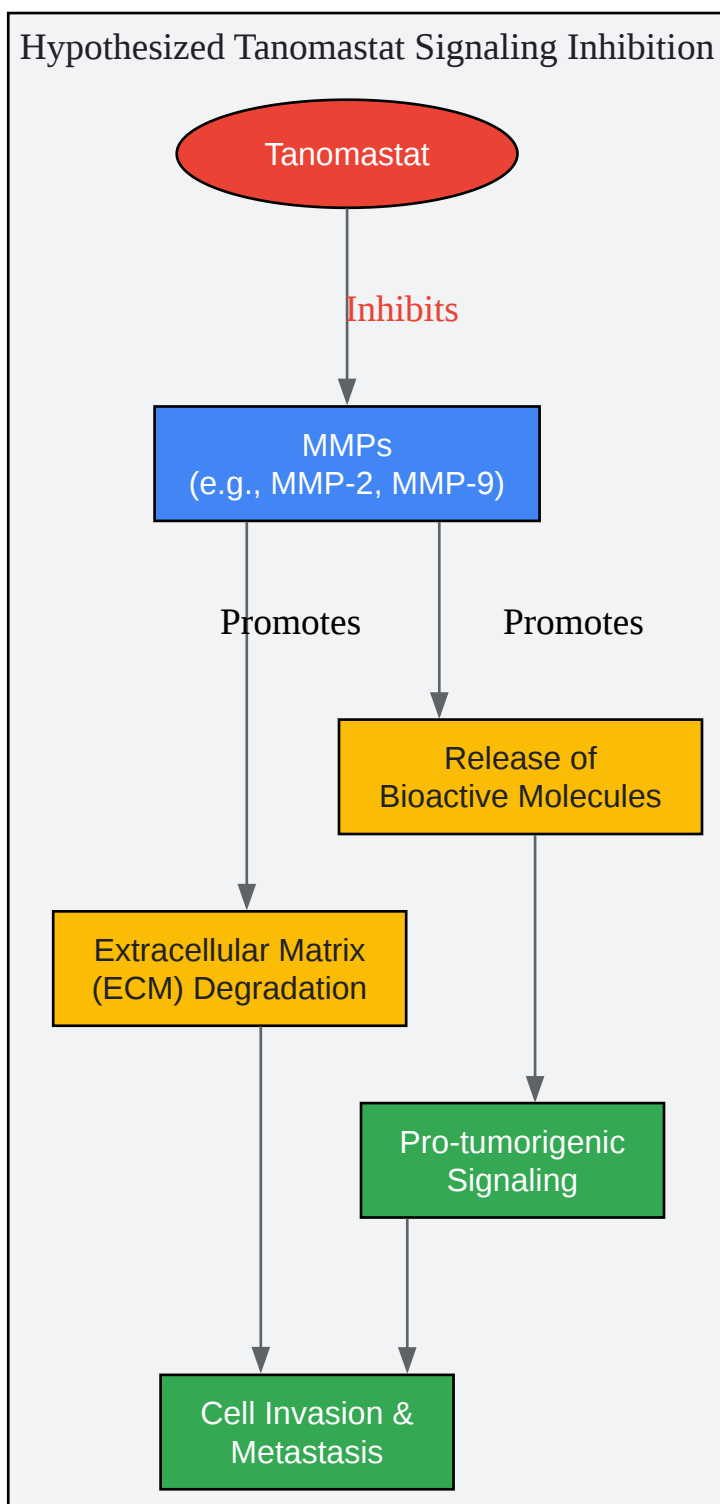 Hypothesized Tanomastat Signaling Inhibition
Tanomastat
Inhibits
MMPs
(e.g., MMP-2, MMP-9)
Promotes
Promotes
Release of
Bioactive Molecules
Extracellular Matrix
(ECM) Degradation
Pro-tumorigenic
Signaling
Cell Invasion &
Metastasis